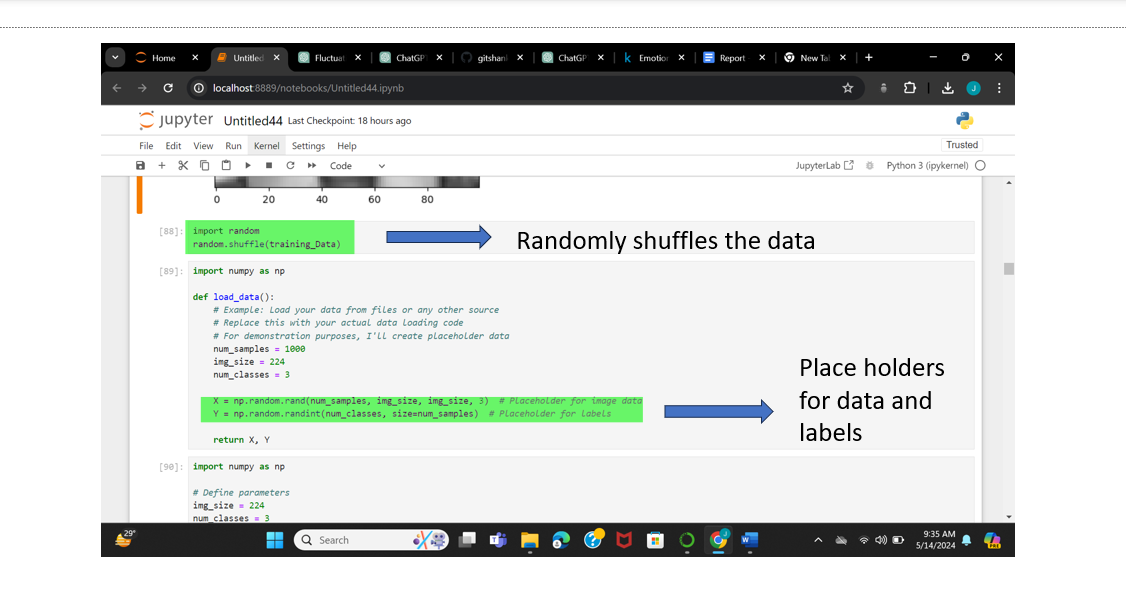 Home
Untitled
Fluctuat
ChatGP
gitshanl
ChatGP
Emotior
Report
New Tal
localhost:8889/notebooks/Untitled44.ipynb
J
jupyter Untitled44 Last Checkpoint: 18 hours ago
File Edit View Run Kernel Settings Help
Trusted
Code
JupyterLab
Python 3 (ipykernel)
0 20 40 60 80
[88]: import random
random.shuffle(training_Data)
Randomly shuffles the data
[89]: import numpy as np
def load_data():
# Example: Load your data from files or any other source
# Replace this with your actual data loading code
# For demonstration purposes, I'll create placeholder data
num_samples = 1000
img_size = 224
num_classes = 3
X = np.random.rand(num_samples, img_size, img_size, 3) # Placeholder for image data
Y = np.random.randint(num_classes, size=num_samples) # Placeholder for labels
return X, Y
Place holders
for data and
labels
[90]: import numpy as np
# Define parameters
img_size = 224
num_classes = 3
29°
Search
9:35 AM
5/14/2024